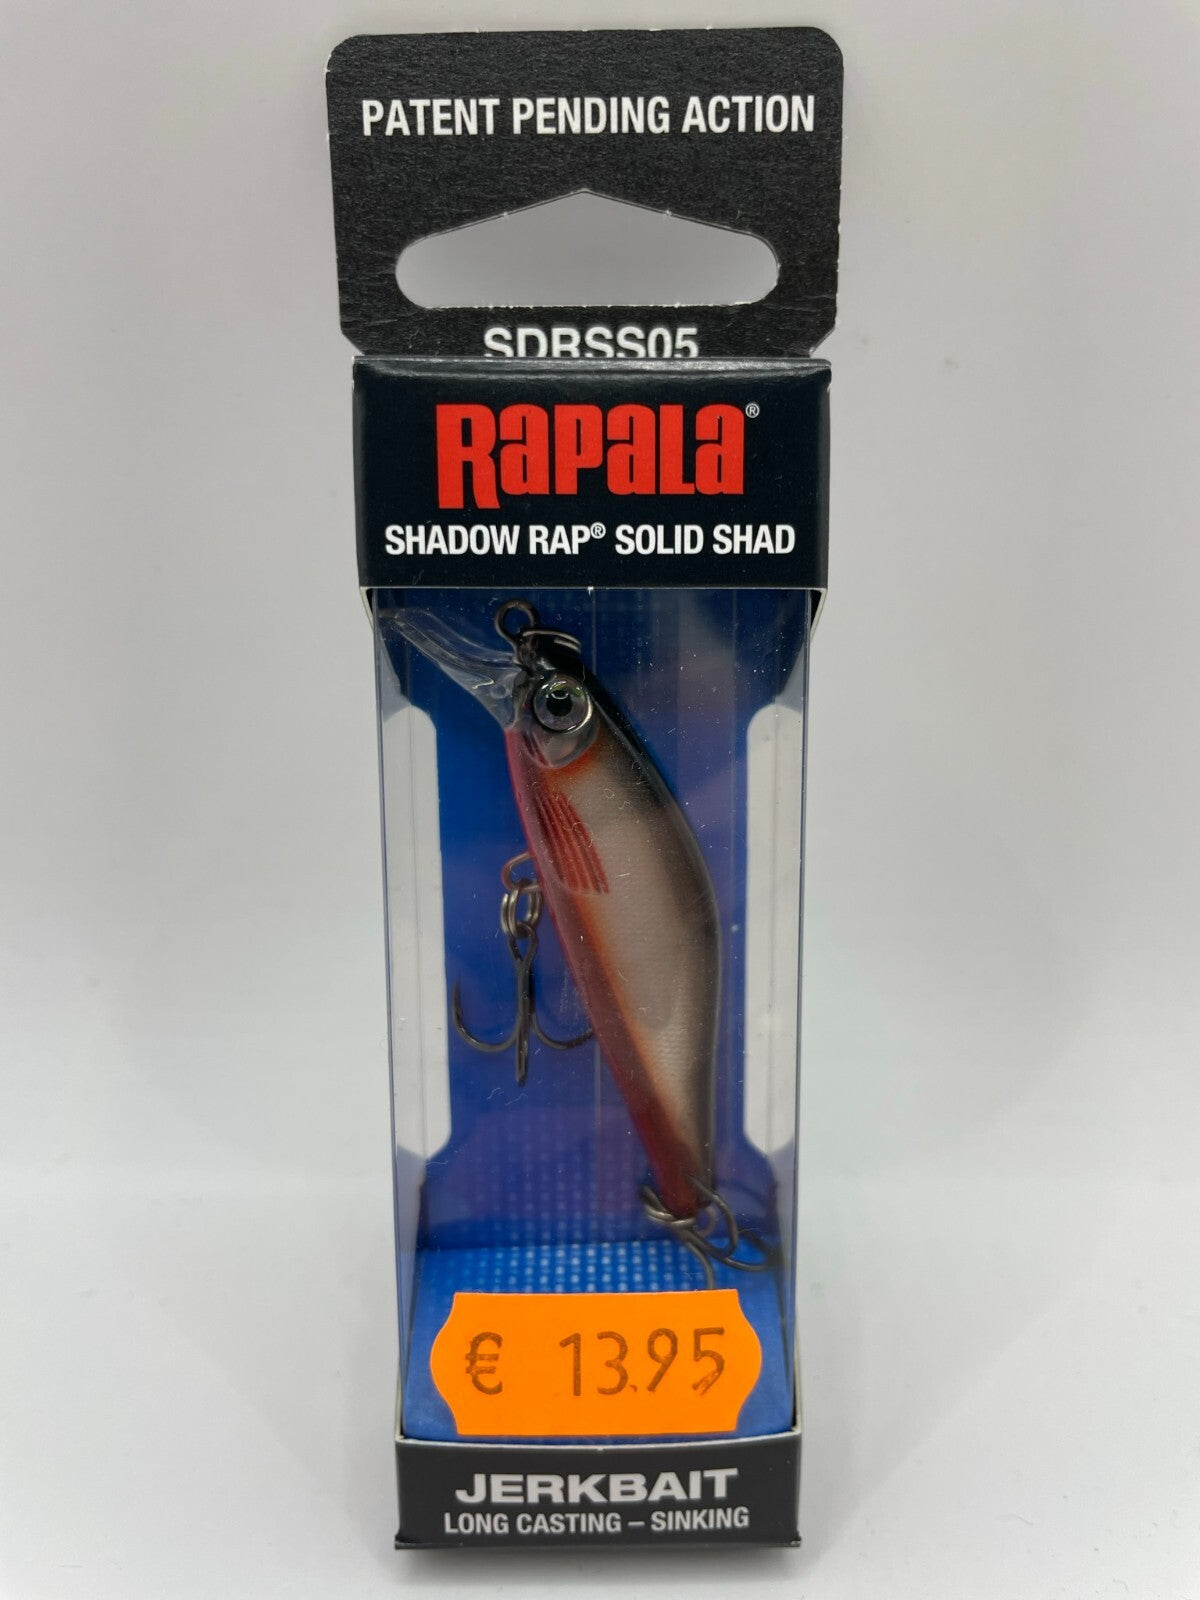 PATENT PENDING ACTION
SDRSS05
RAPALA®
SHADOW RAP® SOLID SHAD
€ 13.95
JERKBAIT
LONG CASTING – SINKING